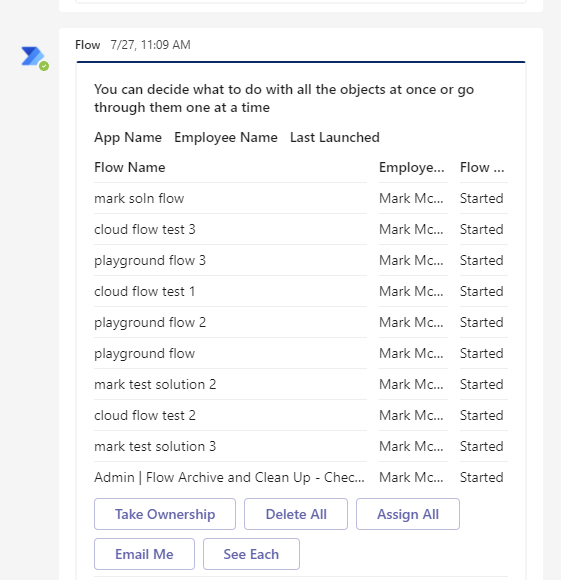 Flow 7/27, 11:09 AM
You can decide what to do with all the objects at once or go
through them one at a time
App Name Employee Name Last Launched
Flow Name Employe... Flow ...
mark soln flow Mark Mc... Started
cloud flow test 3 Mark Mc... Started
playground flow 3 Mark Mc... Started
cloud flow test 1 Mark Mc... Started
playground flow 2 Mark Mc... Started
playground flow Mark Mc... Started
mark test solution 2 Mark Mc... Started
cloud flow test 2 Mark Mc... Started
mark test solution 3 Mark Mc... Started
Admin | Flow Archive and Clean Up - Chec... Mark Mc... Started
Take Ownership Delete All Assign All
Email Me See Each